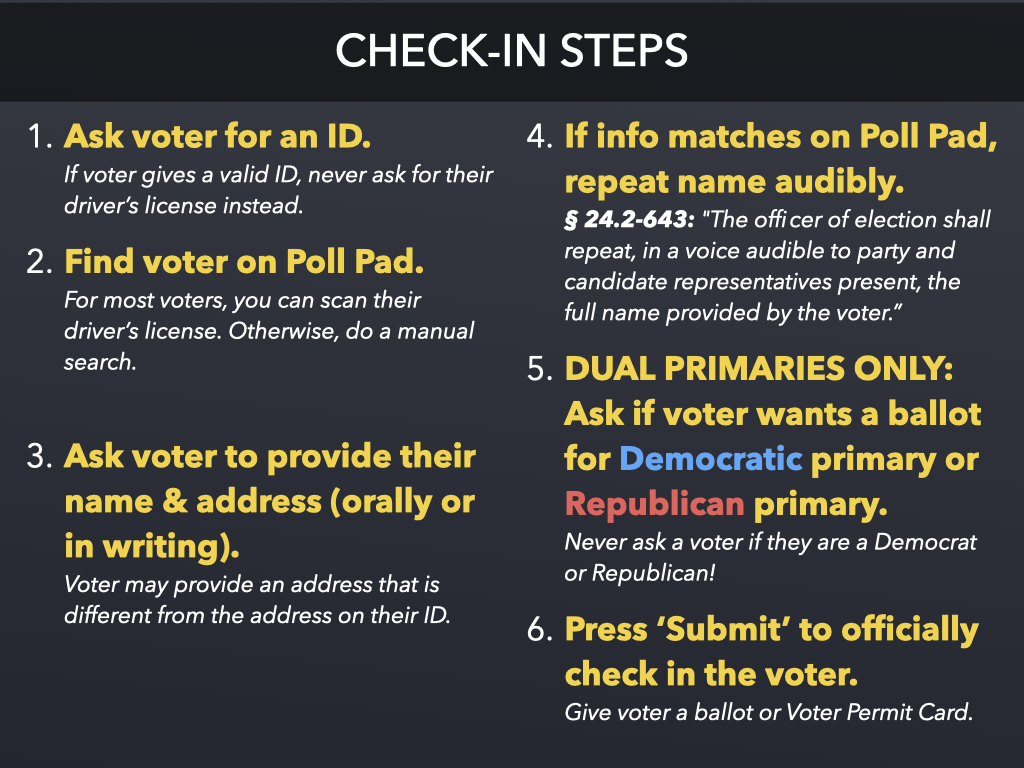 CHECK-IN STEPS
1. Ask voter for an ID.
If voter gives a valid ID, never ask for their
driver’s license instead.
2. Find voter on Poll Pad.
For most voters, you can scan their
driver’s license. Otherwise, do a manual
search.
3. Ask voter to provide their
name & address (orally or
in writing).
Voter may provide an address that is
different from the address on their ID.
4. If info matches on Poll Pad,
repeat name audibly.
§ 24.2-643: "The officer of election shall
repeat, in a voice audible to party and
candidate representatives present, the
full name provided by the voter.”
5. DUAL PRIMARIES ONLY:
Ask if voter wants a ballot
for Democratic primary or
Republican primary.
Never ask a voter if they are a Democrat
or Republican!
6. Press ‘Submit’ to officially
check in the voter.
Give voter a ballot or Voter Permit Card.